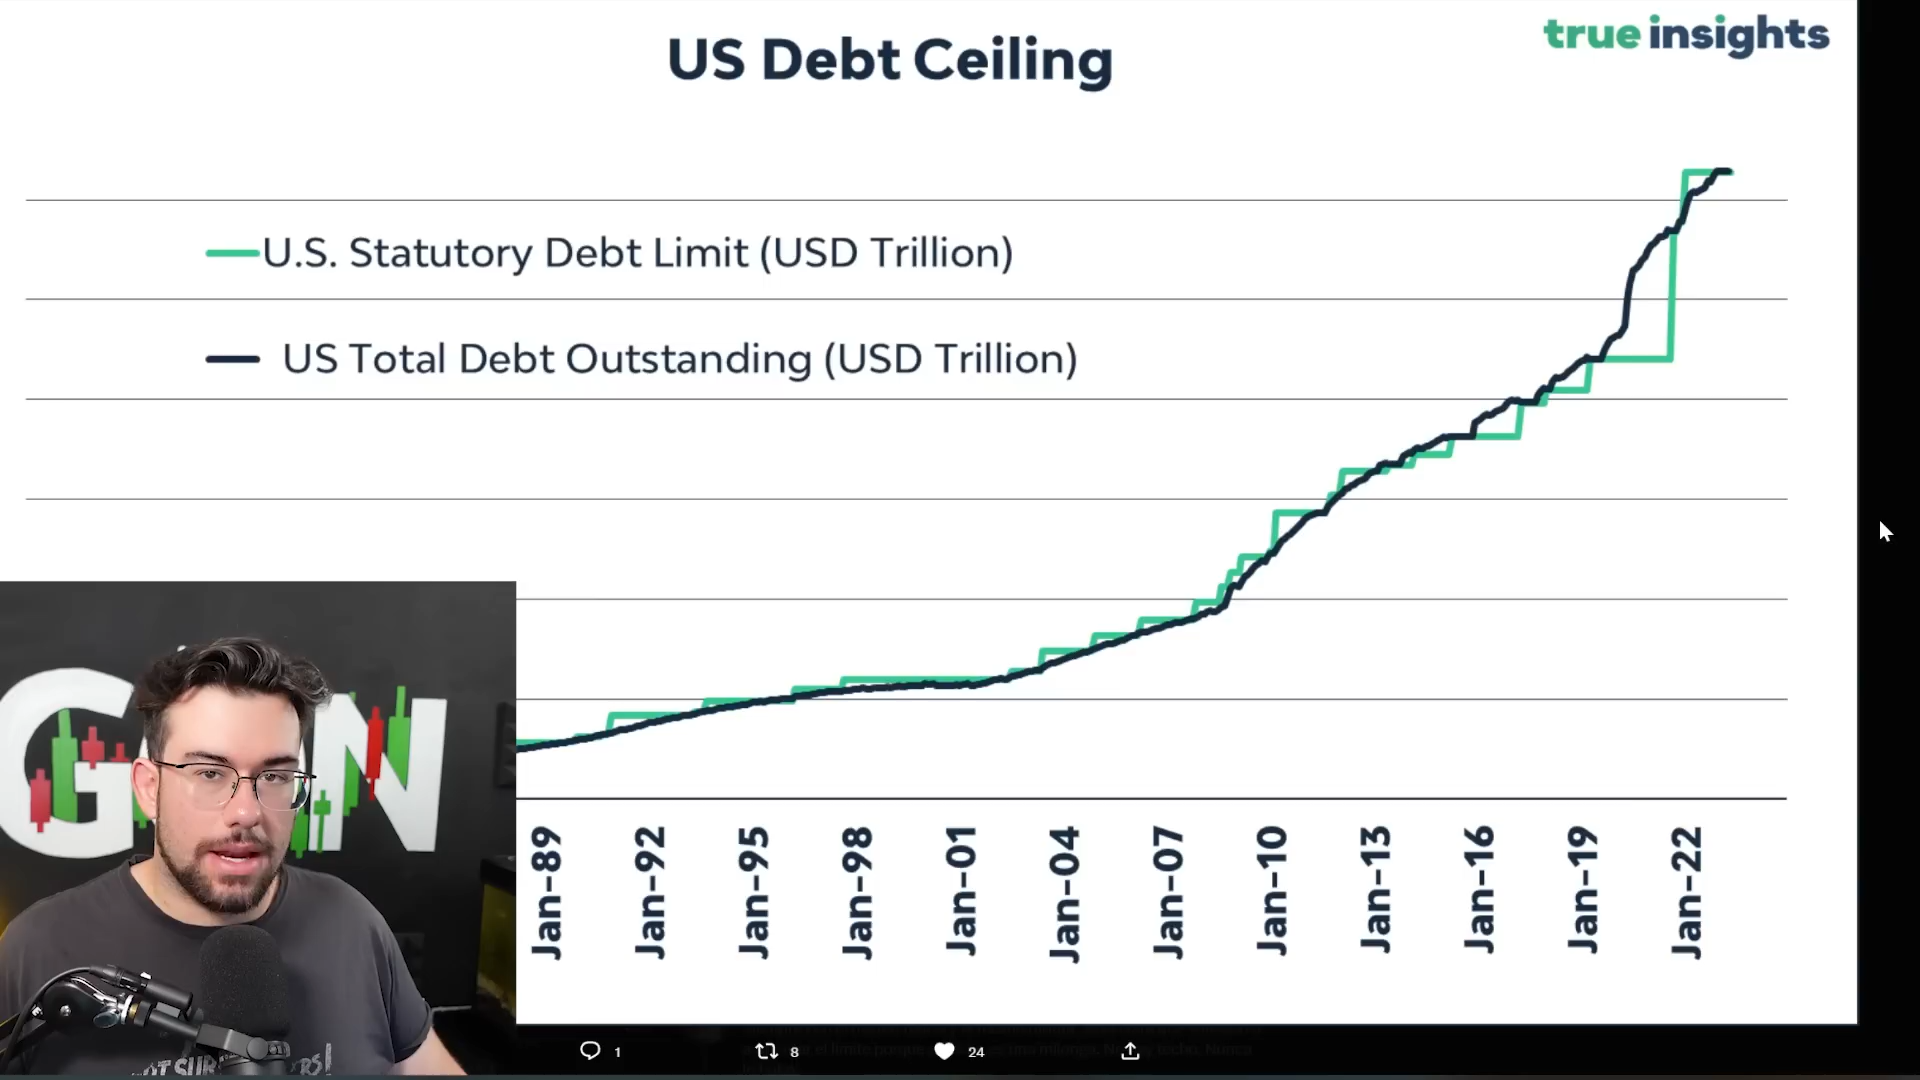 US Debt Ceiling
true insights
U.S. Statutory Debt Limit (USD Trillion)
US Total Debt Outstanding (USD Trillion)
Jan-89
Jan-92
Jan-95
Jan-98
Jan-01
Jan-04
Jan-07
Jan-10
Jan-13
Jan-16
Jan-19
Jan-22
1
8
24